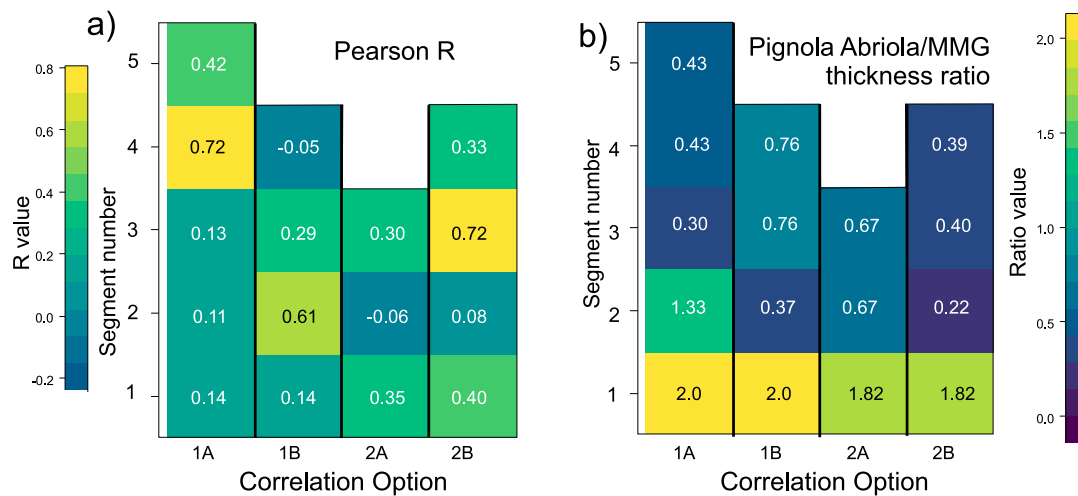 a)
Pearson R
0.8
0.6
0.4
0.2
0.0
-0.2
R value
Segment number
5
4
3
2
1
0.42
0.72 -0.05 0.33
0.13 0.29 0.30 0.72
0.11 0.61 -0.06 0.08
0.14 0.14 0.35 0.40
1A 1B 2A 2B
Correlation Option
b)
Pignola Abriola/MMG
thickness ratio
Segment number
5
4
3
2
1
0.43
0.43 0.76 0.39
0.30 0.76 0.67 0.40
1.33 0.37 0.67 0.22
2.0 2.0 1.82 1.82
1A 1B 2A 2B
Correlation Option
Ratio value
2.0
1.5
1.0
0.5
0.0